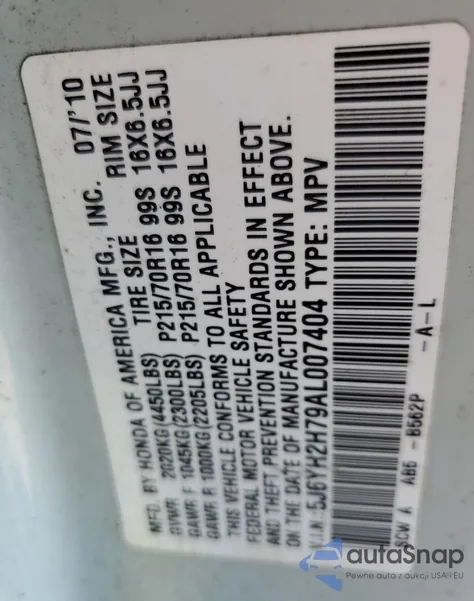 MFD. BY HONDA OF AMERICA MFG., INC. 07/'10
GVWR 2020KG(4450LBS) TIRE SIZE RIM SIZE
GAWR F 1045KG(2300LBS) P215/70R16 99S 16X6.5JJ
GAWR R 1000KG(2205LBS) P215/70R16 99S 16X6.5JJ
THIS VEHICLE CONFORMS TO ALL APPLICABLE
FEDERAL MOTOR VEHICLE SAFETY
AND THEFT PREVENTION STANDARDS IN EFFECT
ON THE DATE OF MANUFACTURE SHOWN ABOVE.
V.I.N.:5J6YH2H79AL007404 TYPE: MPV
SCW A AB5 - B562P - A - L
autoSnap
Pewne auta z aukcji USA i EU